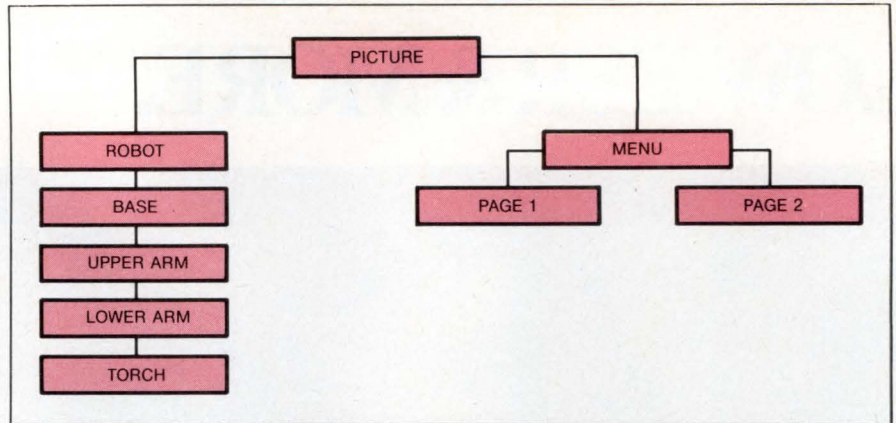 PICTURE
ROBOT
MENU
BASE
PAGE 1
PAGE 2
UPPER ARM
LOWER ARM
TORCH